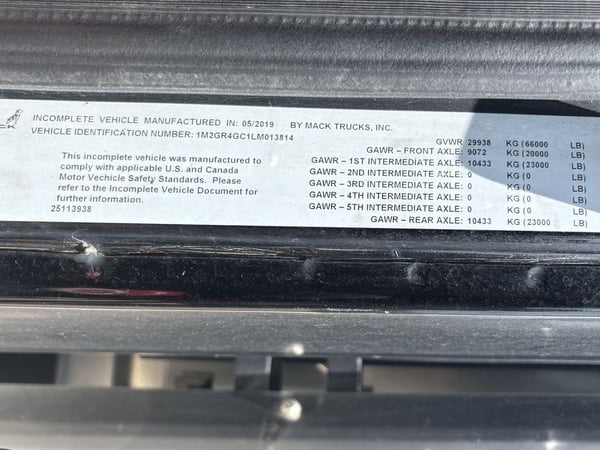 INCOMPLETE VEHICLE MANUFACTURED IN: 05/2019 BY MACK TRUCKS, INC.
VEHICLE IDENTIFICATION NUMBER: 1M2GR4GC1LM013814
This incomplete vehicle was manufactured to
comply with applicable U.S. and Canada
Motor Vechicle Safety Standards. Please
refer to the Incomplete Vehicle Document for
further information.
25113938
GVWR 29938 KG (66000 LB)
GAWR – FRONT AXLE: 9072 KG (20000 LB)
GAWR – 1ST INTERMEDIATE AXLE: 10433 KG (23000 LB)
GAWR – 2ND INTERMEDIATE AXLE: 0 KG (0 LB)
GAWR – 3RD INTERMEDIATE AXLE: 0 KG (0 LB)
GAWR – 4TH INTERMEDIATE AXLE: 0 KG (0 LB)
GAWR – 5TH INTERMEDIATE AXLE: 0 KG (0 LB)
GAWR – REAR AXLE: 10433 KG (23000 LB)